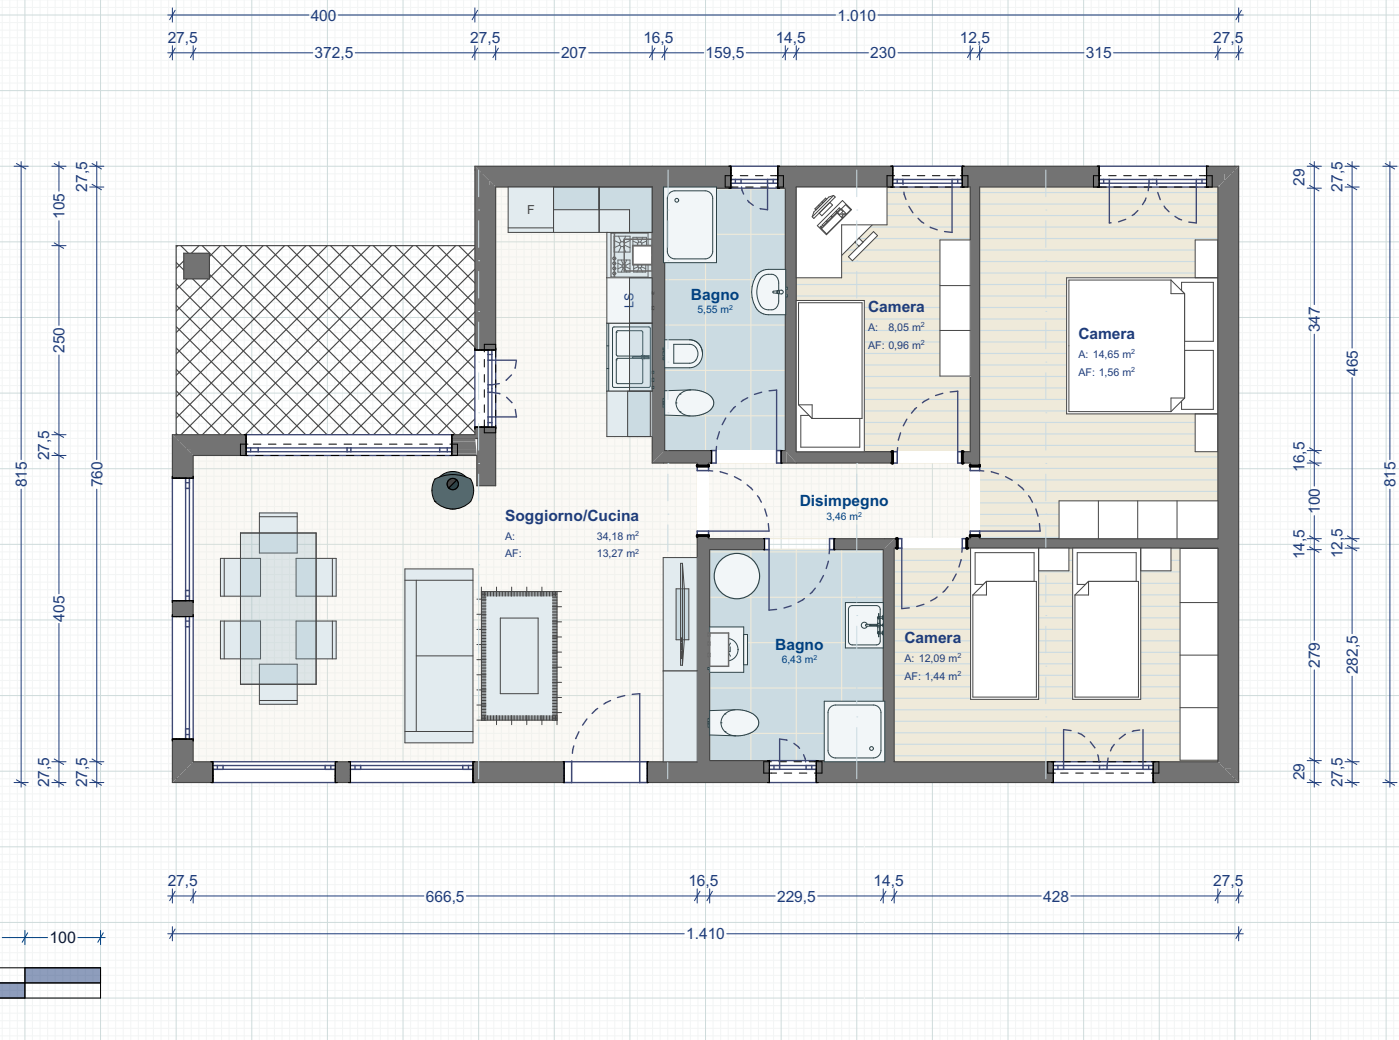 400
1.010
27,5
27,5
16,5
14,5
12,5
27,5
372,5
207
159,5
230
315
27,5
105
250
27,5
815
760
405
27,5
27,5
29
27,5
347
465
16,5
100
815
14,5
12,5
279
282,5
29
27,5
F
LS
Bagno
5,55 m²
Camera
A: 8,05 m²
AF: 0,96 m²
Camera
A: 14,65 m²
AF: 1,56 m²
Soggiorno/Cucina
A: 34,18 m²
AF: 13,27 m²
Disimpegno
3,46 m²
Bagno
6,43 m²
Camera
A: 12,09 m²
AF: 1,44 m²
27,5
16,5
14,5
27,5
666,5
229,5
428
1.410
100